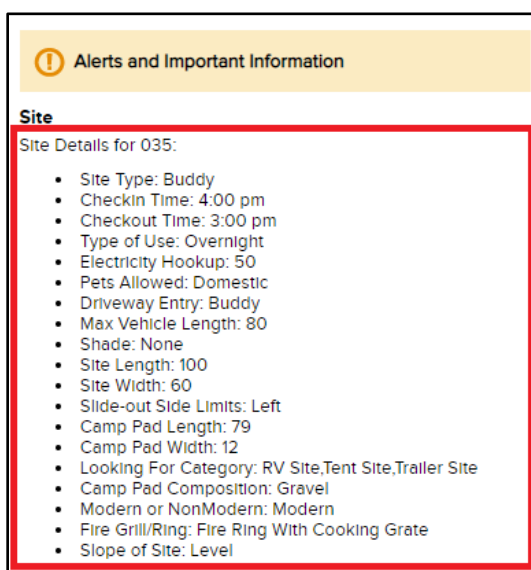 Alerts and Important Information
Site
Site Details for 035:
• Site Type: Buddy
• Checkin Time: 4:00 pm
• Checkout Time: 3:00 pm
• Type of Use: Overnight
• Electricity Hookup: 50
• Pets Allowed: Domestic
• Driveway Entry: Buddy
• Max Vehicle Length: 80
• Shade: None
• Site Length: 100
• Site Width: 60
• Slide-out Side Limits: Left
• Camp Pad Length: 79
• Camp Pad Width: 12
• Looking For Category: RV Site,Tent Site,Trailer Site
• Camp Pad Composition: Gravel
• Modern or NonModern: Modern
• Fire Grill/Ring: Fire Ring With Cooking Grate
• Slope of Site: Level